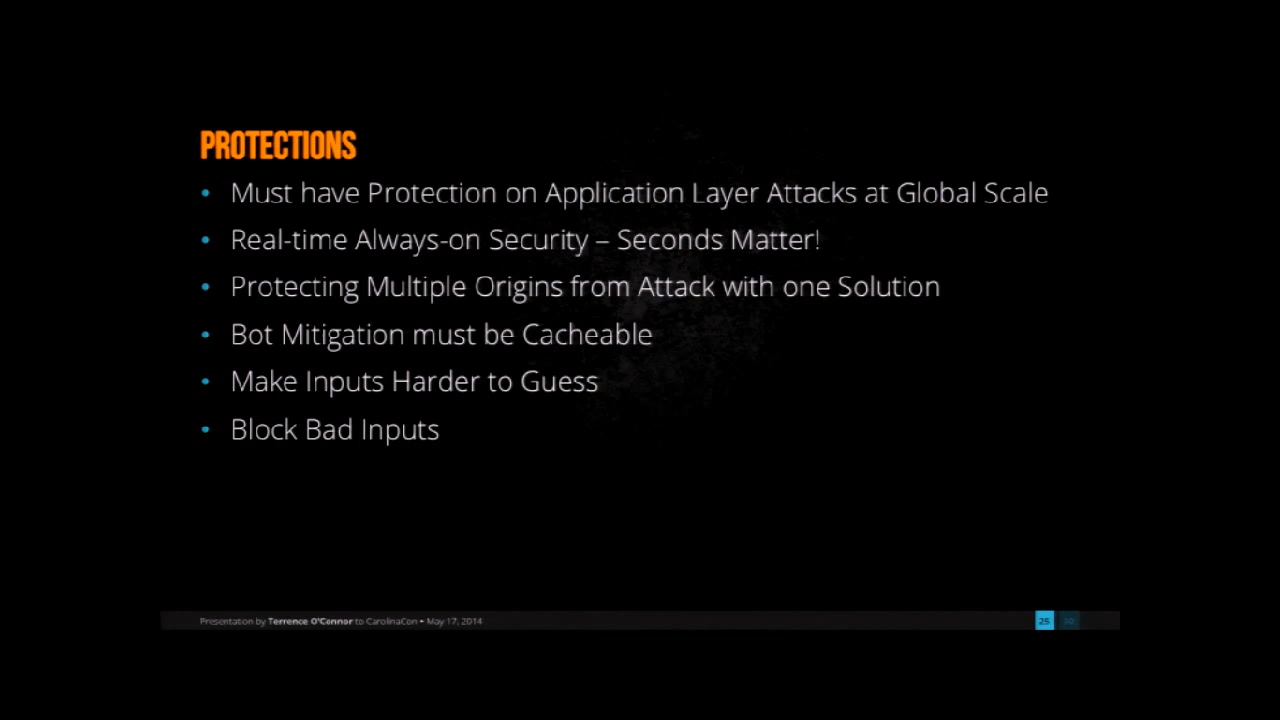 PROTECTIONS
• Must have Protection on Application Layer Attacks at Global Scale
• Real-time Always-on Security – Seconds Matter!
• Protecting Multiple Origins from Attack with one Solution
• Bot Mitigation must be Cacheable
• Make Inputs Harder to Guess
• Block Bad Inputs
Presentation by Terrence O'Connor to CarolinaCon • May 17, 2014
25